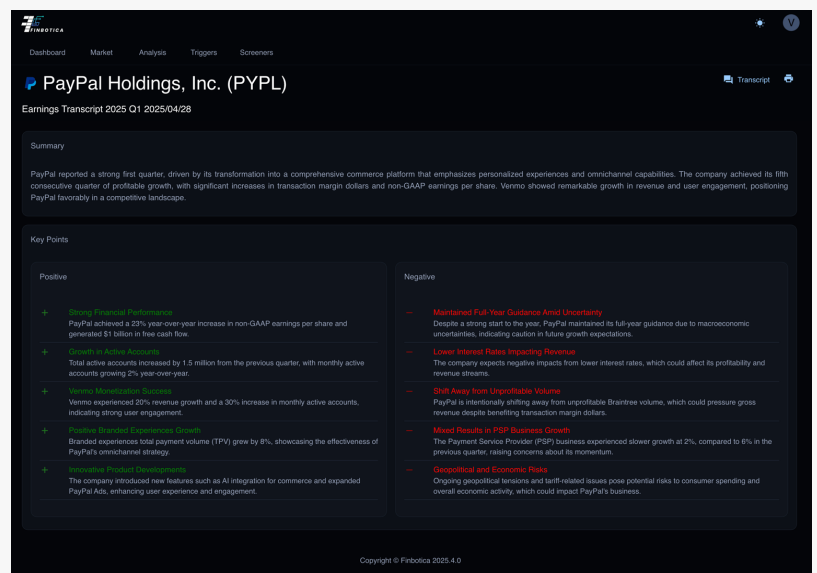 FINBOTICA
V
Dashboard Market Analysis Triggers Screeners
PayPal Holdings, Inc. (PYPL)
Transcript
Earnings Transcript 2025 Q1 2025/04/28
Summary
PayPal reported a strong first quarter, driven by its transformation into a comprehensive commerce platform that emphasizes personalized experiences and omnichannel capabilities. The company achieved its fifth
consecutive quarter of profitable growth, with significant increases in transaction margin dollars and non-GAAP earnings per share. Venmo showed remarkable growth in revenue and user engagement, positioning
PayPal favorably in a competitive landscape.
Key Points
Positive
+ Strong Financial Performance
PayPal achieved a 23% year-over-year increase in non-GAAP earnings per share and
generated $1 billion in free cash flow.
+ Growth in Active Accounts
Total active accounts increased by 1.5 million from the previous quarter, with monthly active
accounts growing 2% year-over-year.
+ Venmo Monetization Success
Venmo experienced 20% revenue growth and a 30% increase in monthly active accounts,
indicating strong user engagement.
+ Positive Branded Experiences Growth
Branded experiences total payment volume (TPV) grew by 8%, showcasing the effectiveness of
PayPal's omnichannel strategy.
+ Innovative Product Developments
The company introduced new features such as AI integration for commerce and expanded
PayPal Ads, enhancing user experience and engagement.
Negative
— Maintained Full-Year Guidance Amid Uncertainty
Despite a strong start to the year, PayPal maintained its full-year guidance due to macroeconomic
uncertainties, indicating caution in future growth expectations.
— Lower Interest Rates Impacting Revenue
The company expects negative impacts from lower interest rates, which could affect its profitability and
revenue streams.
— Shift Away from Unprofitable Volume
PayPal is intentionally shifting away from unprofitable Braintree volume, which could pressure gross
revenue despite benefiting transaction margin dollars.
— Mixed Results in PSP Business Growth
The Payment Service Provider (PSP) business experienced slower growth at 2%, compared to 6% in the
previous quarter, raising concerns about its momentum.
— Geopolitical and Economic Risks
Ongoing geopolitical tensions and tariff-related issues pose potential risks to consumer spending and
overall economic activity, which could impact PayPal's business.
Copyright © Finbotica 2025.4.0